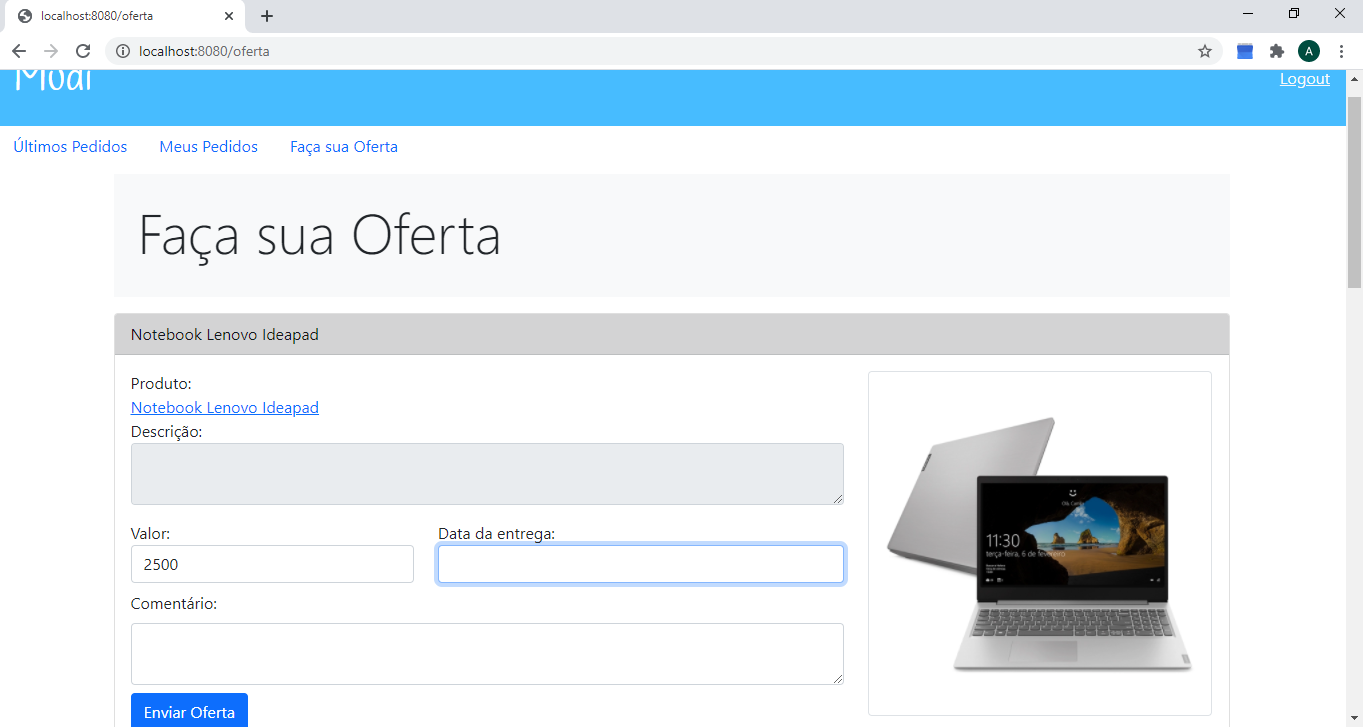 localhost:8080/oferta
localhost:8080/oferta
A
Modi
Logout
Últimos Pedidos
Meus Pedidos
Faça sua Oferta
Faça sua Oferta
Notebook Lenovo Ideapad
Produto:
Notebook Lenovo Ideapad
Descrição:
Valor:
Data da entrega:
2500
Comentário:
Enviar Oferta
11:30
terça-feira, 6 de fevereiro